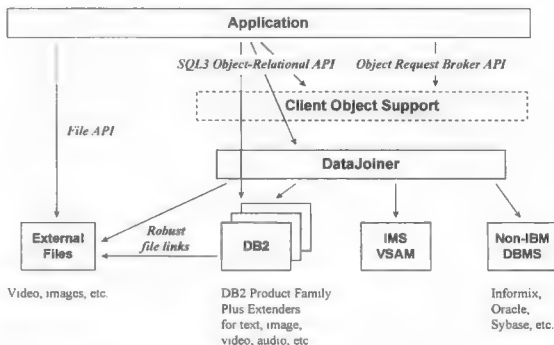 Application
SQL3 Object-Relational API
Object Request Broker API
Client Object Support
File API
DataJoiner
External
Files
Robust
file links
DB2
IMS
VSAM
Non-IBM
DBMS
Video, images, etc.
DB2 Product Family
Plus Extenders
for text, image,
video, audio, etc
Informix,
Oracle,
Sybase, etc.